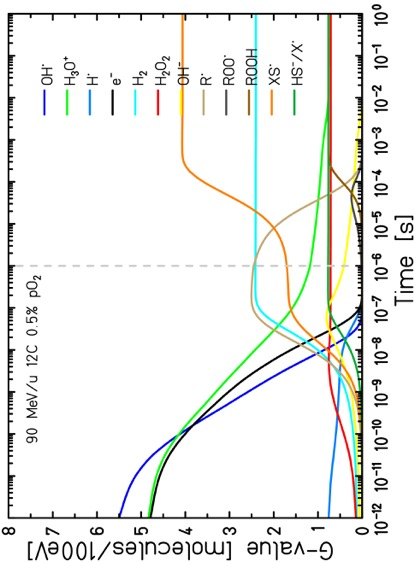 90 MeV/u 12C 0.5% pO₂
OH·
H₃O⁺
H·
e⁻
H₂
H₂O₂
OH⁻
R·
ROO·
ROOH
XS·
HS⁻/X·
G-value [molecules/100eV]
8
7
6
5
4
3
2
1
0
10⁻¹² 10⁻¹¹ 10⁻¹⁰ 10⁻⁹ 10⁻⁸ 10⁻⁷ 10⁻⁶ 10⁻⁵ 10⁻⁴ 10⁻³ 10⁻² 10⁻¹ 10⁰
Time [s]